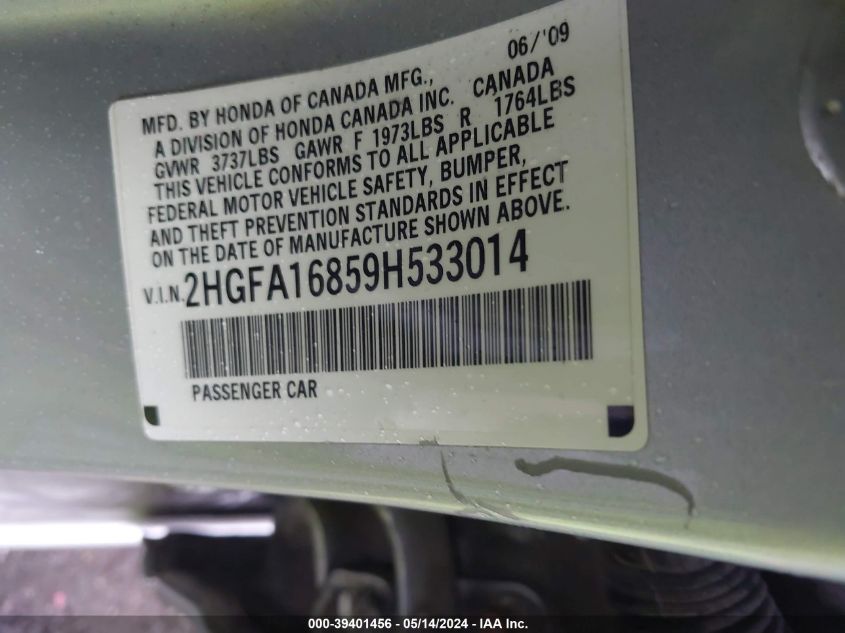 06/'09
MFD. BY HONDA OF CANADA MFG.,
A DIVISION OF HONDA CANADA INC. CANADA
GVWR 3737LBS GAWR F 1973LBS R 1764LBS
THIS VEHICLE CONFORMS TO ALL APPLICABLE
FEDERAL MOTOR VEHICLE SAFETY, BUMPER,
AND THEFT PREVENTION STANDARDS IN EFFECT
ON THE DATE OF MANUFACTURE SHOWN ABOVE.
V.I.N. 2HGFA16859H533014
PASSENGER CAR
000-39401456 - 05/14/2024 - IAA Inc.